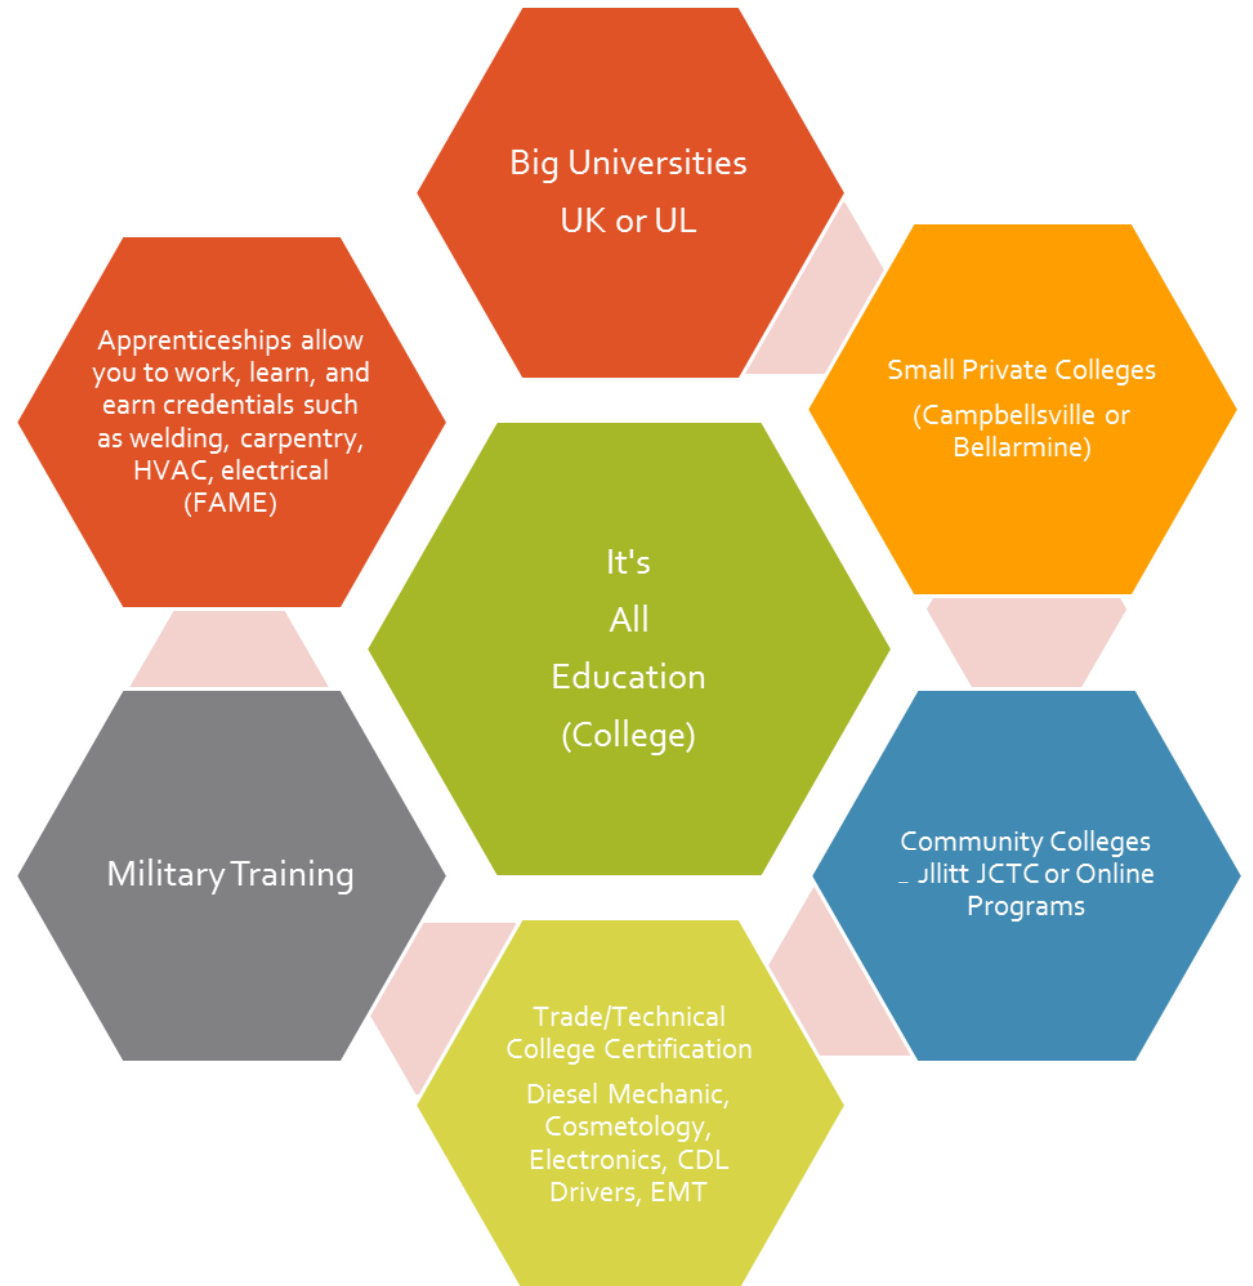 Big Universities
UK or UL
Small Private Colleges
(Campbellsville or
Bellarmine)
Community Colleges
JCTC or Online
Programs
Trade/Technical
College Certification
Diesel Mechanic,
Cosmetology,
Electronics, CDL
Drivers, EMT
Military Training
Apprenticeships allow
you to work, learn, and
earn credentials such
as welding, carpentry,
HVAC, electrical
(FAME)
It's
All
Education
(College)